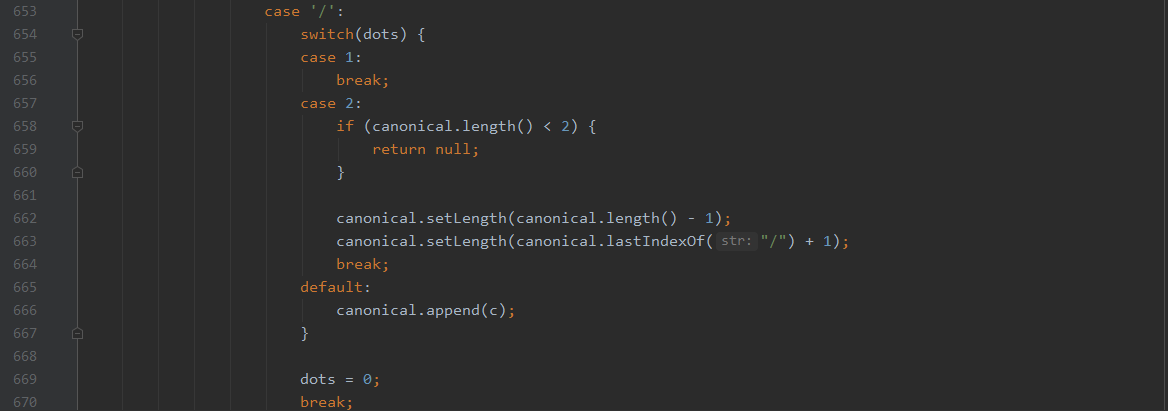 653 case '/':
654 switch(dots) {
655 case 1:
656 break;
657 case 2:
658 if (canonical.length() < 2) {
659 return null;
660 }
661
662 canonical.setLength(canonical.length() - 1);
663 canonical.setLength(canonical.lastIndexOf( str: "/") + 1);
664 break;
665 default:
666 canonical.append(c);
667 }
668
669 dots = 0;
670 break;